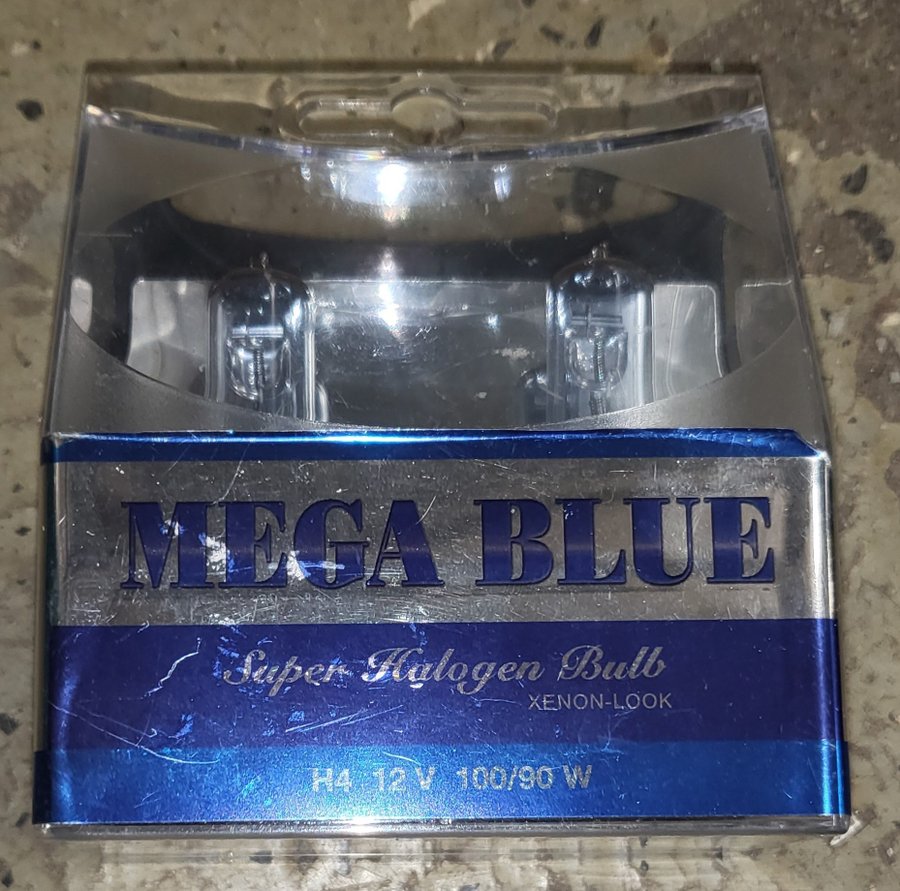 MEGA BLUE
Super Halogen Bulb
XENON-LOOK
H4 12 V 100/90 W